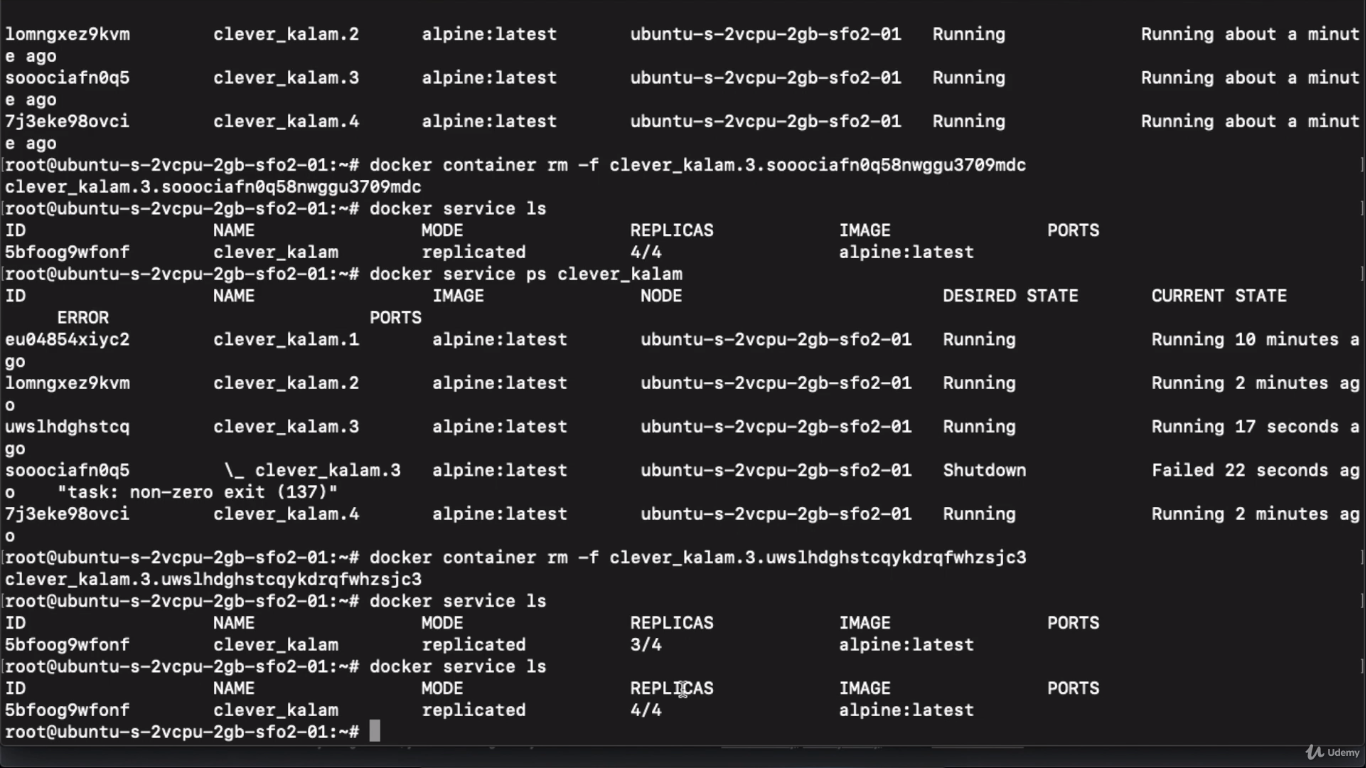 lomngxez9kvm clever_kalam.2 alpine:latest ubuntu-s-2vcpu-2gb-sfo2-01 Running Running about a minut
e ago
sooociafn0q5 clever_kalam.3 alpine:latest ubuntu-s-2vcpu-2gb-sfo2-01 Running Running about a minut
e ago
7j3eke98ovci clever_kalam.4 alpine:latest ubuntu-s-2vcpu-2gb-sfo2-01 Running Running about a minut
e ago
[root@ubuntu-s-2vcpu-2gb-sfo2-01:~# docker container rm -f clever_kalam.3.sooociafn0q58nwggu3709mdc ]
clever_kalam.3.sooociafn0q58nwggu3709mdc
[root@ubuntu-s-2vcpu-2gb-sfo2-01:~# docker service ls ]
ID NAME MODE REPLICAS IMAGE PORTS
5bfoog9wfonf clever_kalam replicated 4/4 alpine:latest
[root@ubuntu-s-2vcpu-2gb-sfo2-01:~# docker service ps clever_kalam ]
ID NAME IMAGE NODE DESIRED STATE CURRENT STATE
ERROR PORTS
eu04854xiyc2 clever_kalam.1 alpine:latest ubuntu-s-2vcpu-2gb-sfo2-01 Running Running 10 minutes a
go
lomngxez9kvm clever_kalam.2 alpine:latest ubuntu-s-2vcpu-2gb-sfo2-01 Running Running 2 minutes ag
o
uwslhdghstcq clever_kalam.3 alpine:latest ubuntu-s-2vcpu-2gb-sfo2-01 Running Running 17 seconds a
go
sooociafn0q5 \_ clever_kalam.3 alpine:latest ubuntu-s-2vcpu-2gb-sfo2-01 Shutdown Failed 22 seconds ag
o "task: non-zero exit (137)"
7j3eke98ovci clever_kalam.4 alpine:latest ubuntu-s-2vcpu-2gb-sfo2-01 Running Running 2 minutes ag
o
[root@ubuntu-s-2vcpu-2gb-sfo2-01:~# docker container rm -f clever_kalam.3.uwslhdghstcqykdrqfwhzsjc3 ]
clever_kalam.3.uwslhdghstcqykdrqfwhzsjc3
[root@ubuntu-s-2vcpu-2gb-sfo2-01:~# docker service ls ]
ID NAME MODE REPLICAS IMAGE PORTS
5bfoog9wfonf clever_kalam replicated 3/4 alpine:latest
[root@ubuntu-s-2vcpu-2gb-sfo2-01:~# docker service ls ]
ID NAME MODE REPLICAS IMAGE PORTS
5bfoog9wfonf clever_kalam replicated 4/4 alpine:latest
root@ubuntu-s-2vcpu-2gb-sfo2-01:~#
Udemy